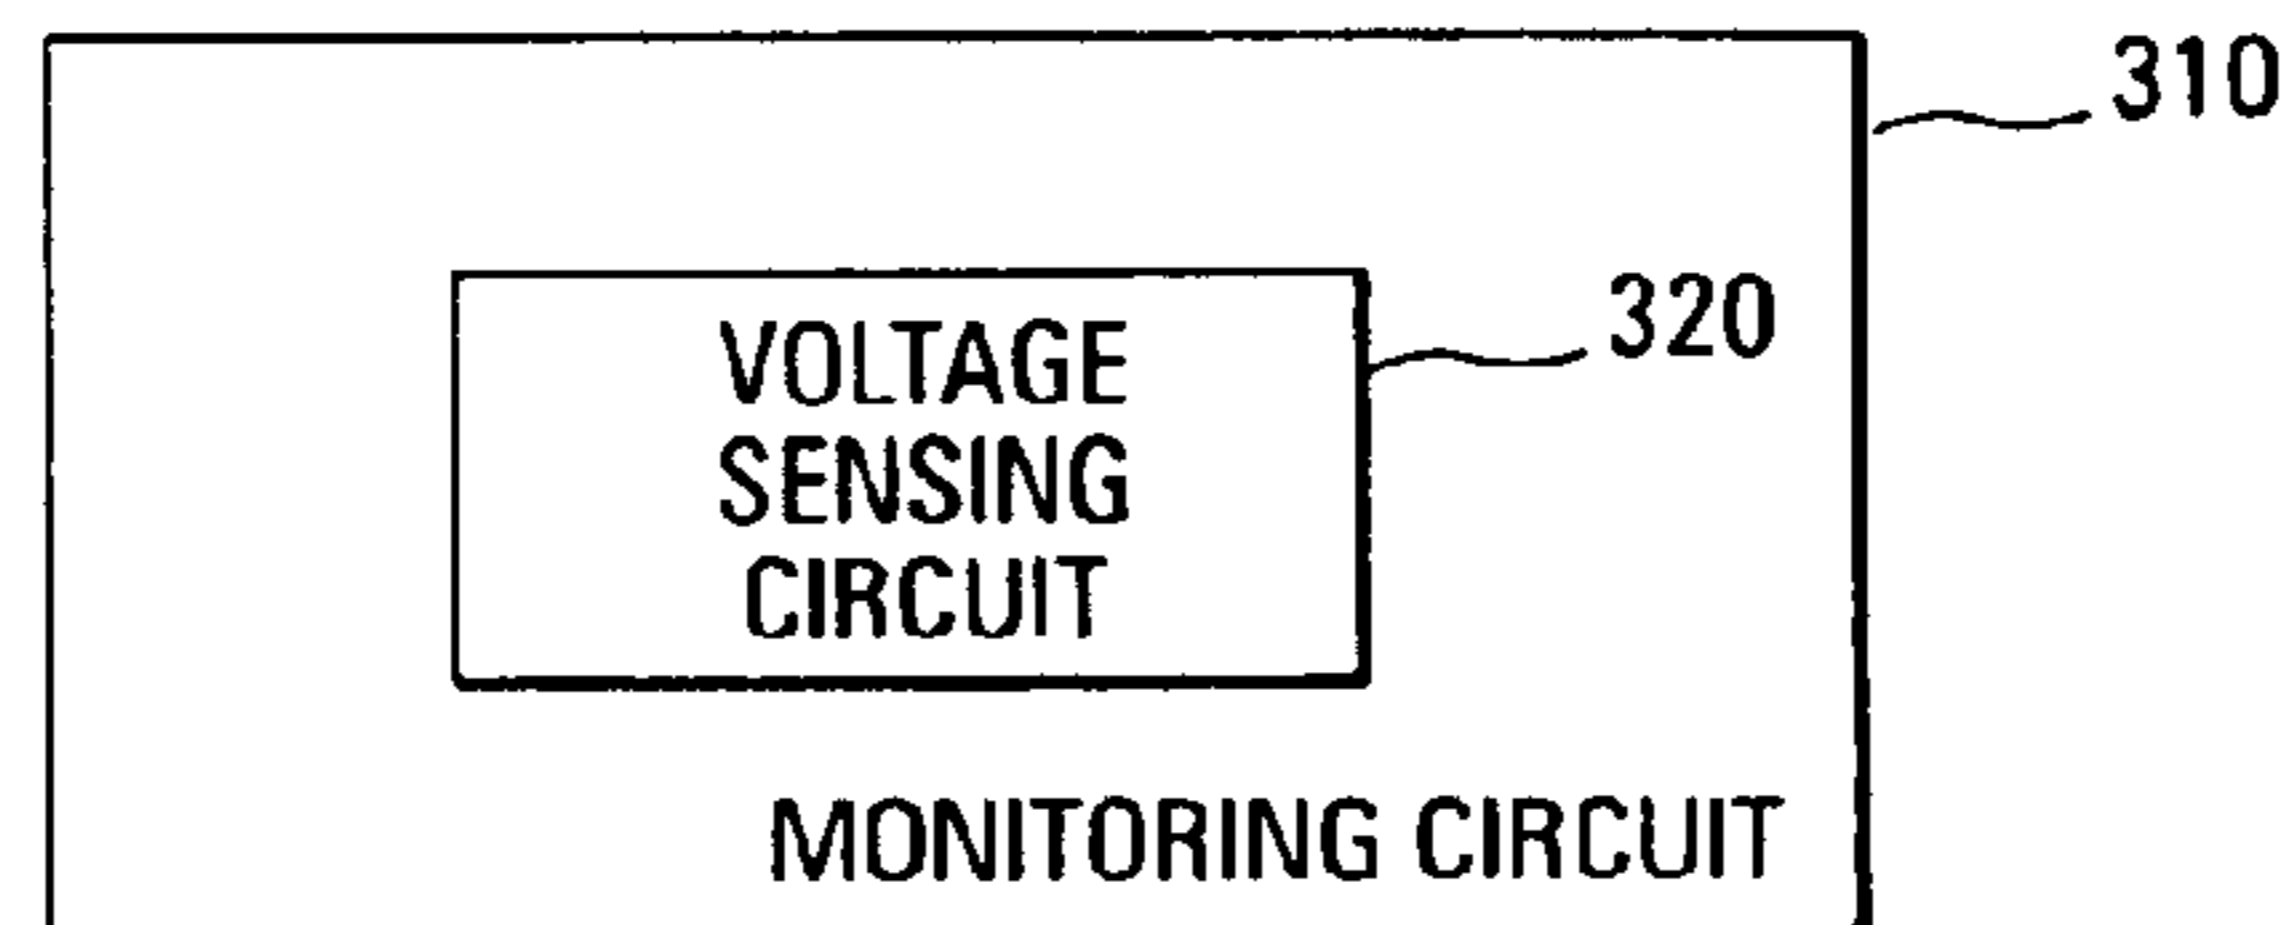 310
320
VOLTAGE
SENSING
CIRCUIT
MONITORING CIRCUIT